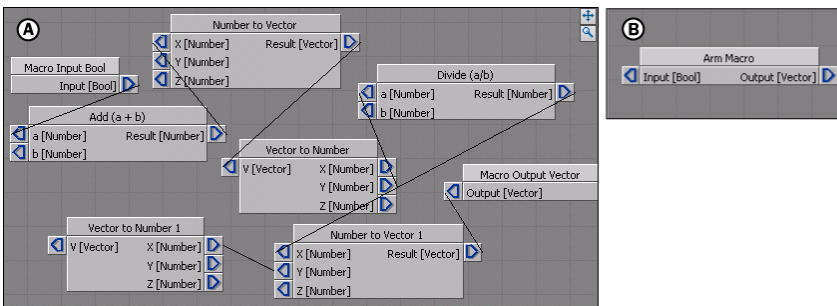 A
Number to Vector
X [Number] Result [Vector]
Y [Number]
Z [Number]
Macro Input Bool
Input [Bool]
Add (a + b)
a [Number] Result [Number]
b [Number]
Divide (a/b)
a [Number] Result [Number]
b [Number]
Vector to Number
V [Vector] X [Number]
Y [Number]
Z [Number]
Macro Output Vector
Output [Vector]
Vector to Number 1
V [Vector] X [Number]
Y [Number]
Z [Number]
Number to Vector 1
X [Number] Result [Vector]
Y [Number]
Z [Number]
B
Arm Macro
Input [Bool] Output [Vector]